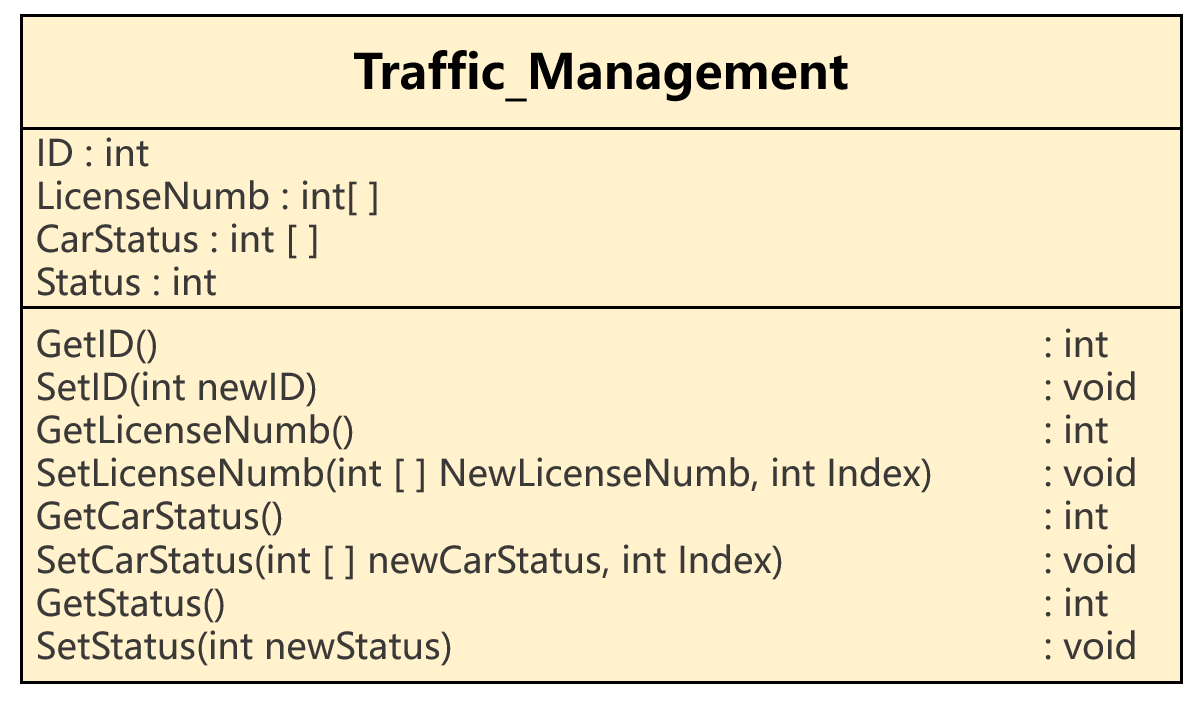 Traffic_Management
ID : int
LicenseNumb : int[ ]
CarStatus : int [ ]
Status : int
GetID() : int
SetID(int newID) : void
GetLicenseNumb() : int
SetLicenseNumb(int [ ] NewLicenseNumb, int Index) : void
GetCarStatus() : int
SetCarStatus(int [ ] newCarStatus, int Index) : void
GetStatus() : int
SetStatus(int newStatus) : void